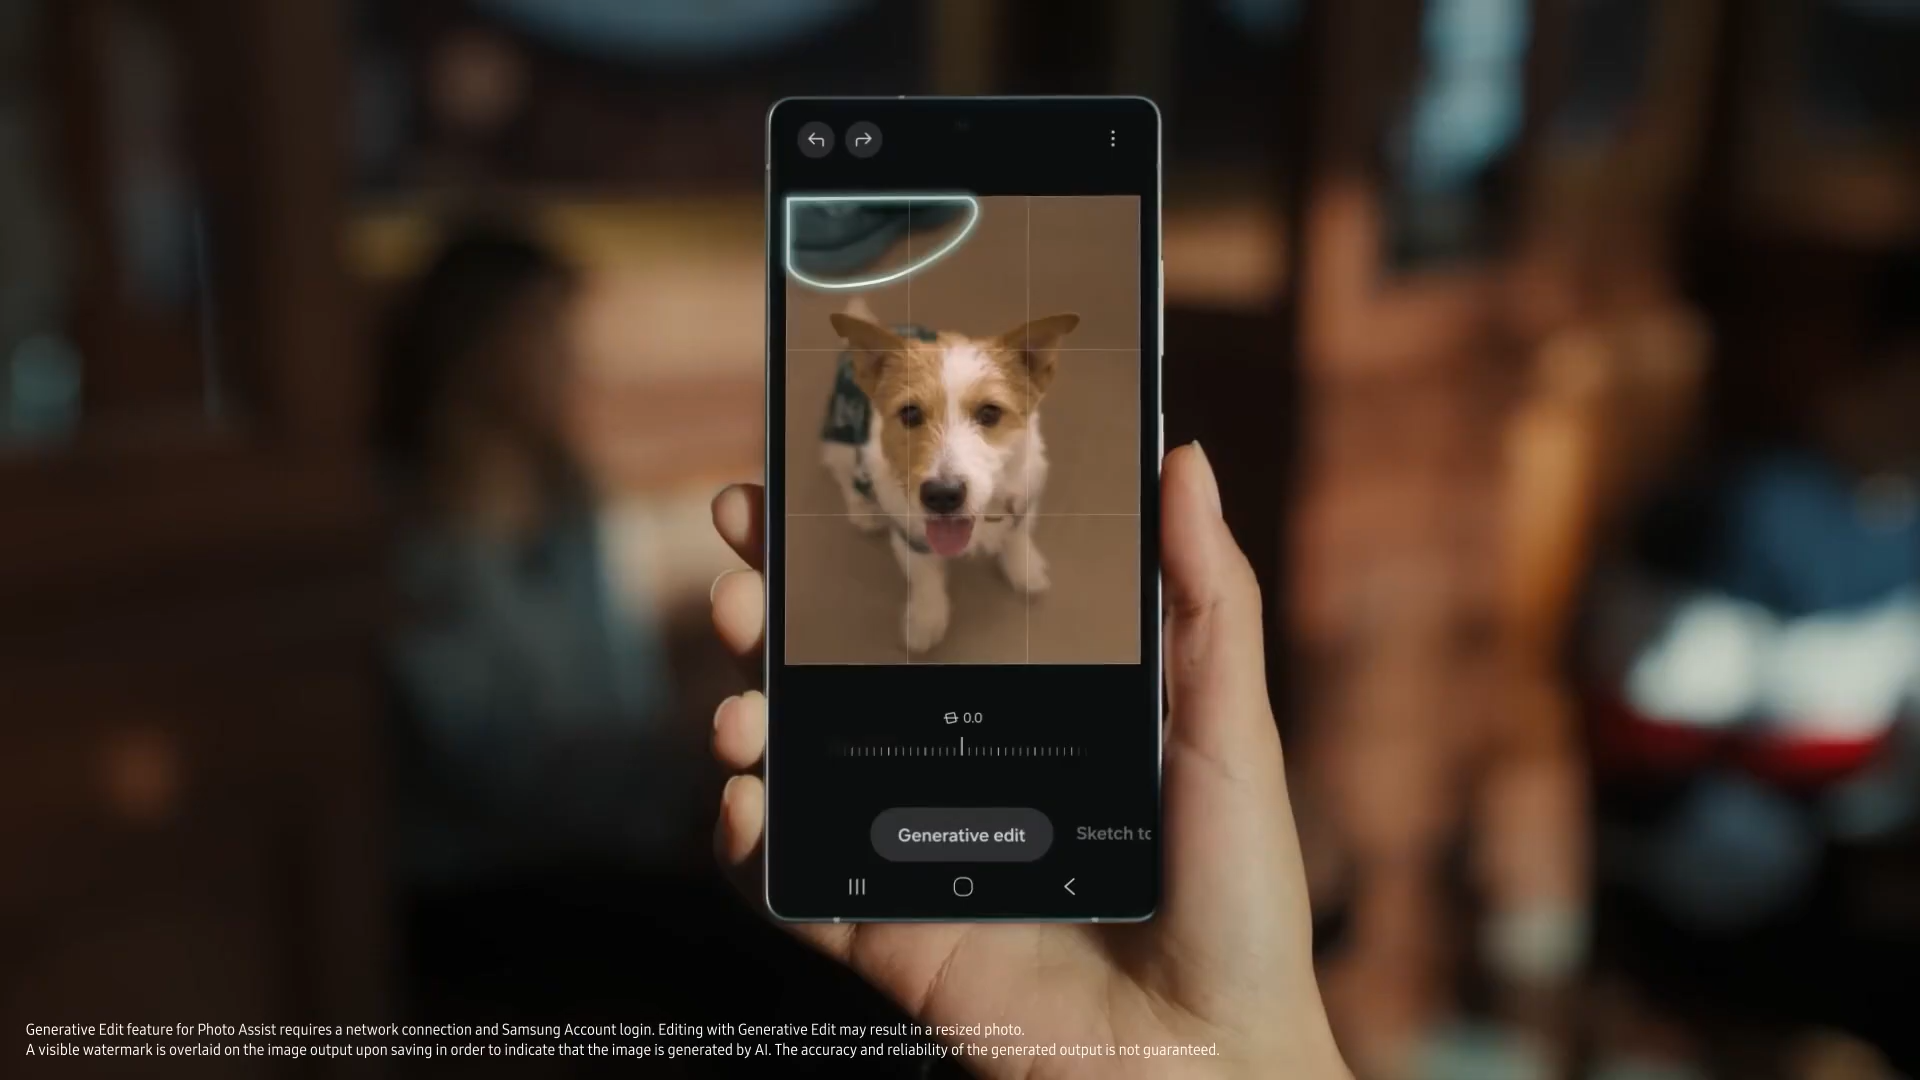 0.0
Generative edit
Sketch to
Generative Edit feature for Photo Assist requires a network connection and Samsung Account login. Editing with Generative Edit may result in a resized photo.
A visible watermark is overlaid on the image output upon saving in order to indicate that the image is generated by AI. The accuracy and reliability of the generated output is not guaranteed.